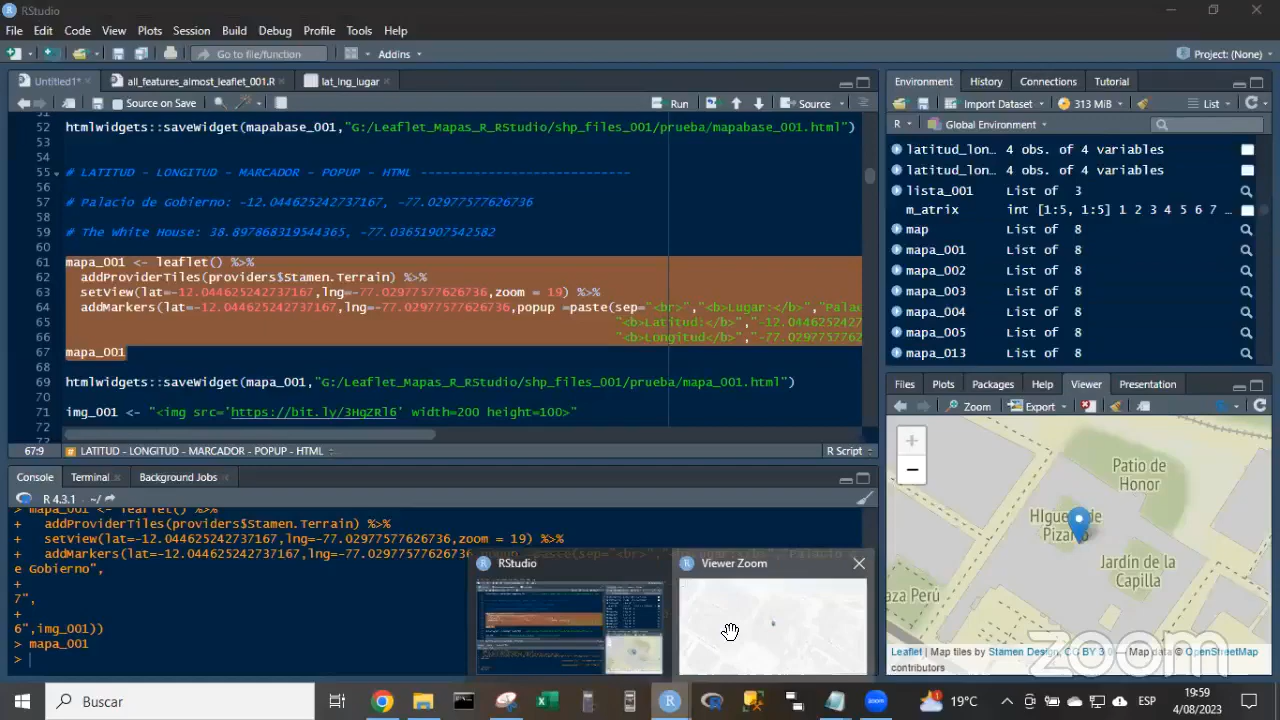 RStudio
File Edit Code View Plots Session Build Debug Profile Tools Help
Go to file/function Addins Project: (None)
Untitled1* all_features_almost_leaflet_001.R lat_lng_lugar
Source on Save Run Source
52 htmlwidgets::saveWidget(mapabase_001,"G:/Leaflet_Mapas_R_RStudio/shp_files_001/prueba/mapabase_001.html")
53
54
55 # LATITUD - LONGITUD - MARCADOR - POPUP - HTML ----------------------------
56
57 # Palacio de Gobierno: -12.044625242737167, -77.02977577626736
58
59 # The White House: 38.897868319544365, -77.03651907542582
60
61 mapa_001 <- leaflet() %>%
62 addProviderTiles(providers$Stamen.Terrain) %>%
63 setView(lat=-12.044625242737167,lng=-77.02977577626736,zoom = 19) %>%
64 addMarkers(lat=-12.044625242737167,lng=-77.02977577626736,popup =paste(sep="<br>","<b>Lugar:</b>","Palac
65 "<b>Latitud:</b>","-12.0446252427
66 "<b>Longitud</b>","-77.0297757762
67 mapa_001
68
69 htmlwidgets::saveWidget(mapa_001,"G:/Leaflet_Mapas_R_RStudio/shp_files_001/prueba/mapa_001.html")
70
71 img_001 <- "<img src='https://bit.ly/3HgZRl6' width=200 height=100>"
72
67:9 LATITUD - LONGITUD - MARCADOR - POPUP - HTML R Script
Console Terminal Background Jobs
R 4.3.1 · ~/
> mapa_001 <- leaflet() %>%
+ addProviderTiles(providers$Stamen.Terrain) %>%
+ setView(lat=-12.044625242737167,lng=-77.02977577626736,zoom = 19) %>%
+ addMarkers(lat=-12.044625242737167,lng=-77.02977577626736
e Gobierno",
+
7",
+
6",img_001))
> mapa_001
>
RStudio
Viewer Zoom
Environment History Connections Tutorial
Import Dataset 313 MiB List
R Global Environment
latitud_lon… 4 obs. of 4 variables
latitud_lon… 4 obs. of 4 variables
lista_001 List of 3
m_atrix int [1:5, 1:5] 1 2 3 4 5 6 7 …
map List of 8
mapa_001 List of 8
mapa_002 List of 8
mapa_003 List of 8
mapa_004 List of 8
mapa_005 List of 8
mapa_013 List of 8
Files Plots Packages Help Viewer Presentation
Zoom Export
+
−
Patio de
Honor
Jardín de la
Capilla
aza Perú
Leaflet | Map tiles by Stamen Design, CC BY 3.0 — Map data © OpenStreetMap
contributors
zoom
Buscar
19°C ESP 19:59
4/08/2023